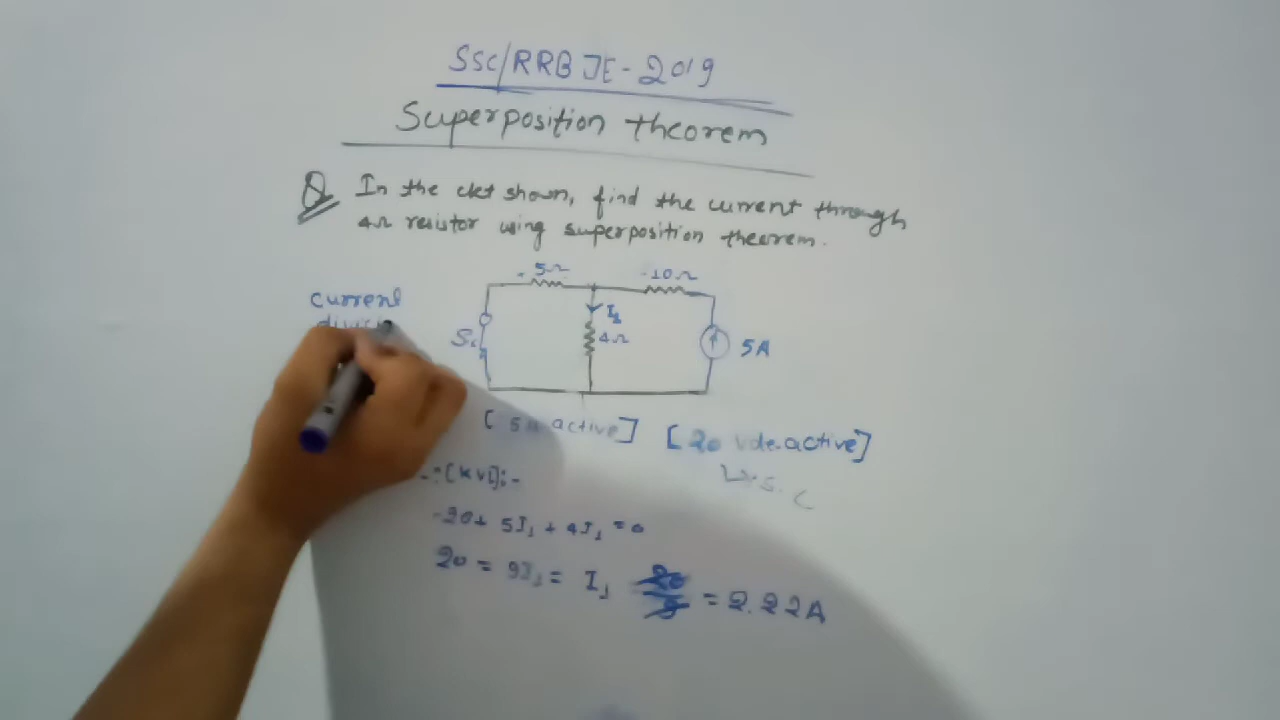 SSC/RRB JE-2019
Superposition theorem
Q In the ckt shown, find the current through
4Ω resistor using superposition theorem.
5Ω 10Ω
current
I₂
4Ω
5A
[5A active] [20 V de.active]
S.C
:[KVL]:-
-20+ 5I₁ + 4I₁ = 0
20 = 9I₁ = I₁ 20/9 = 2.22A